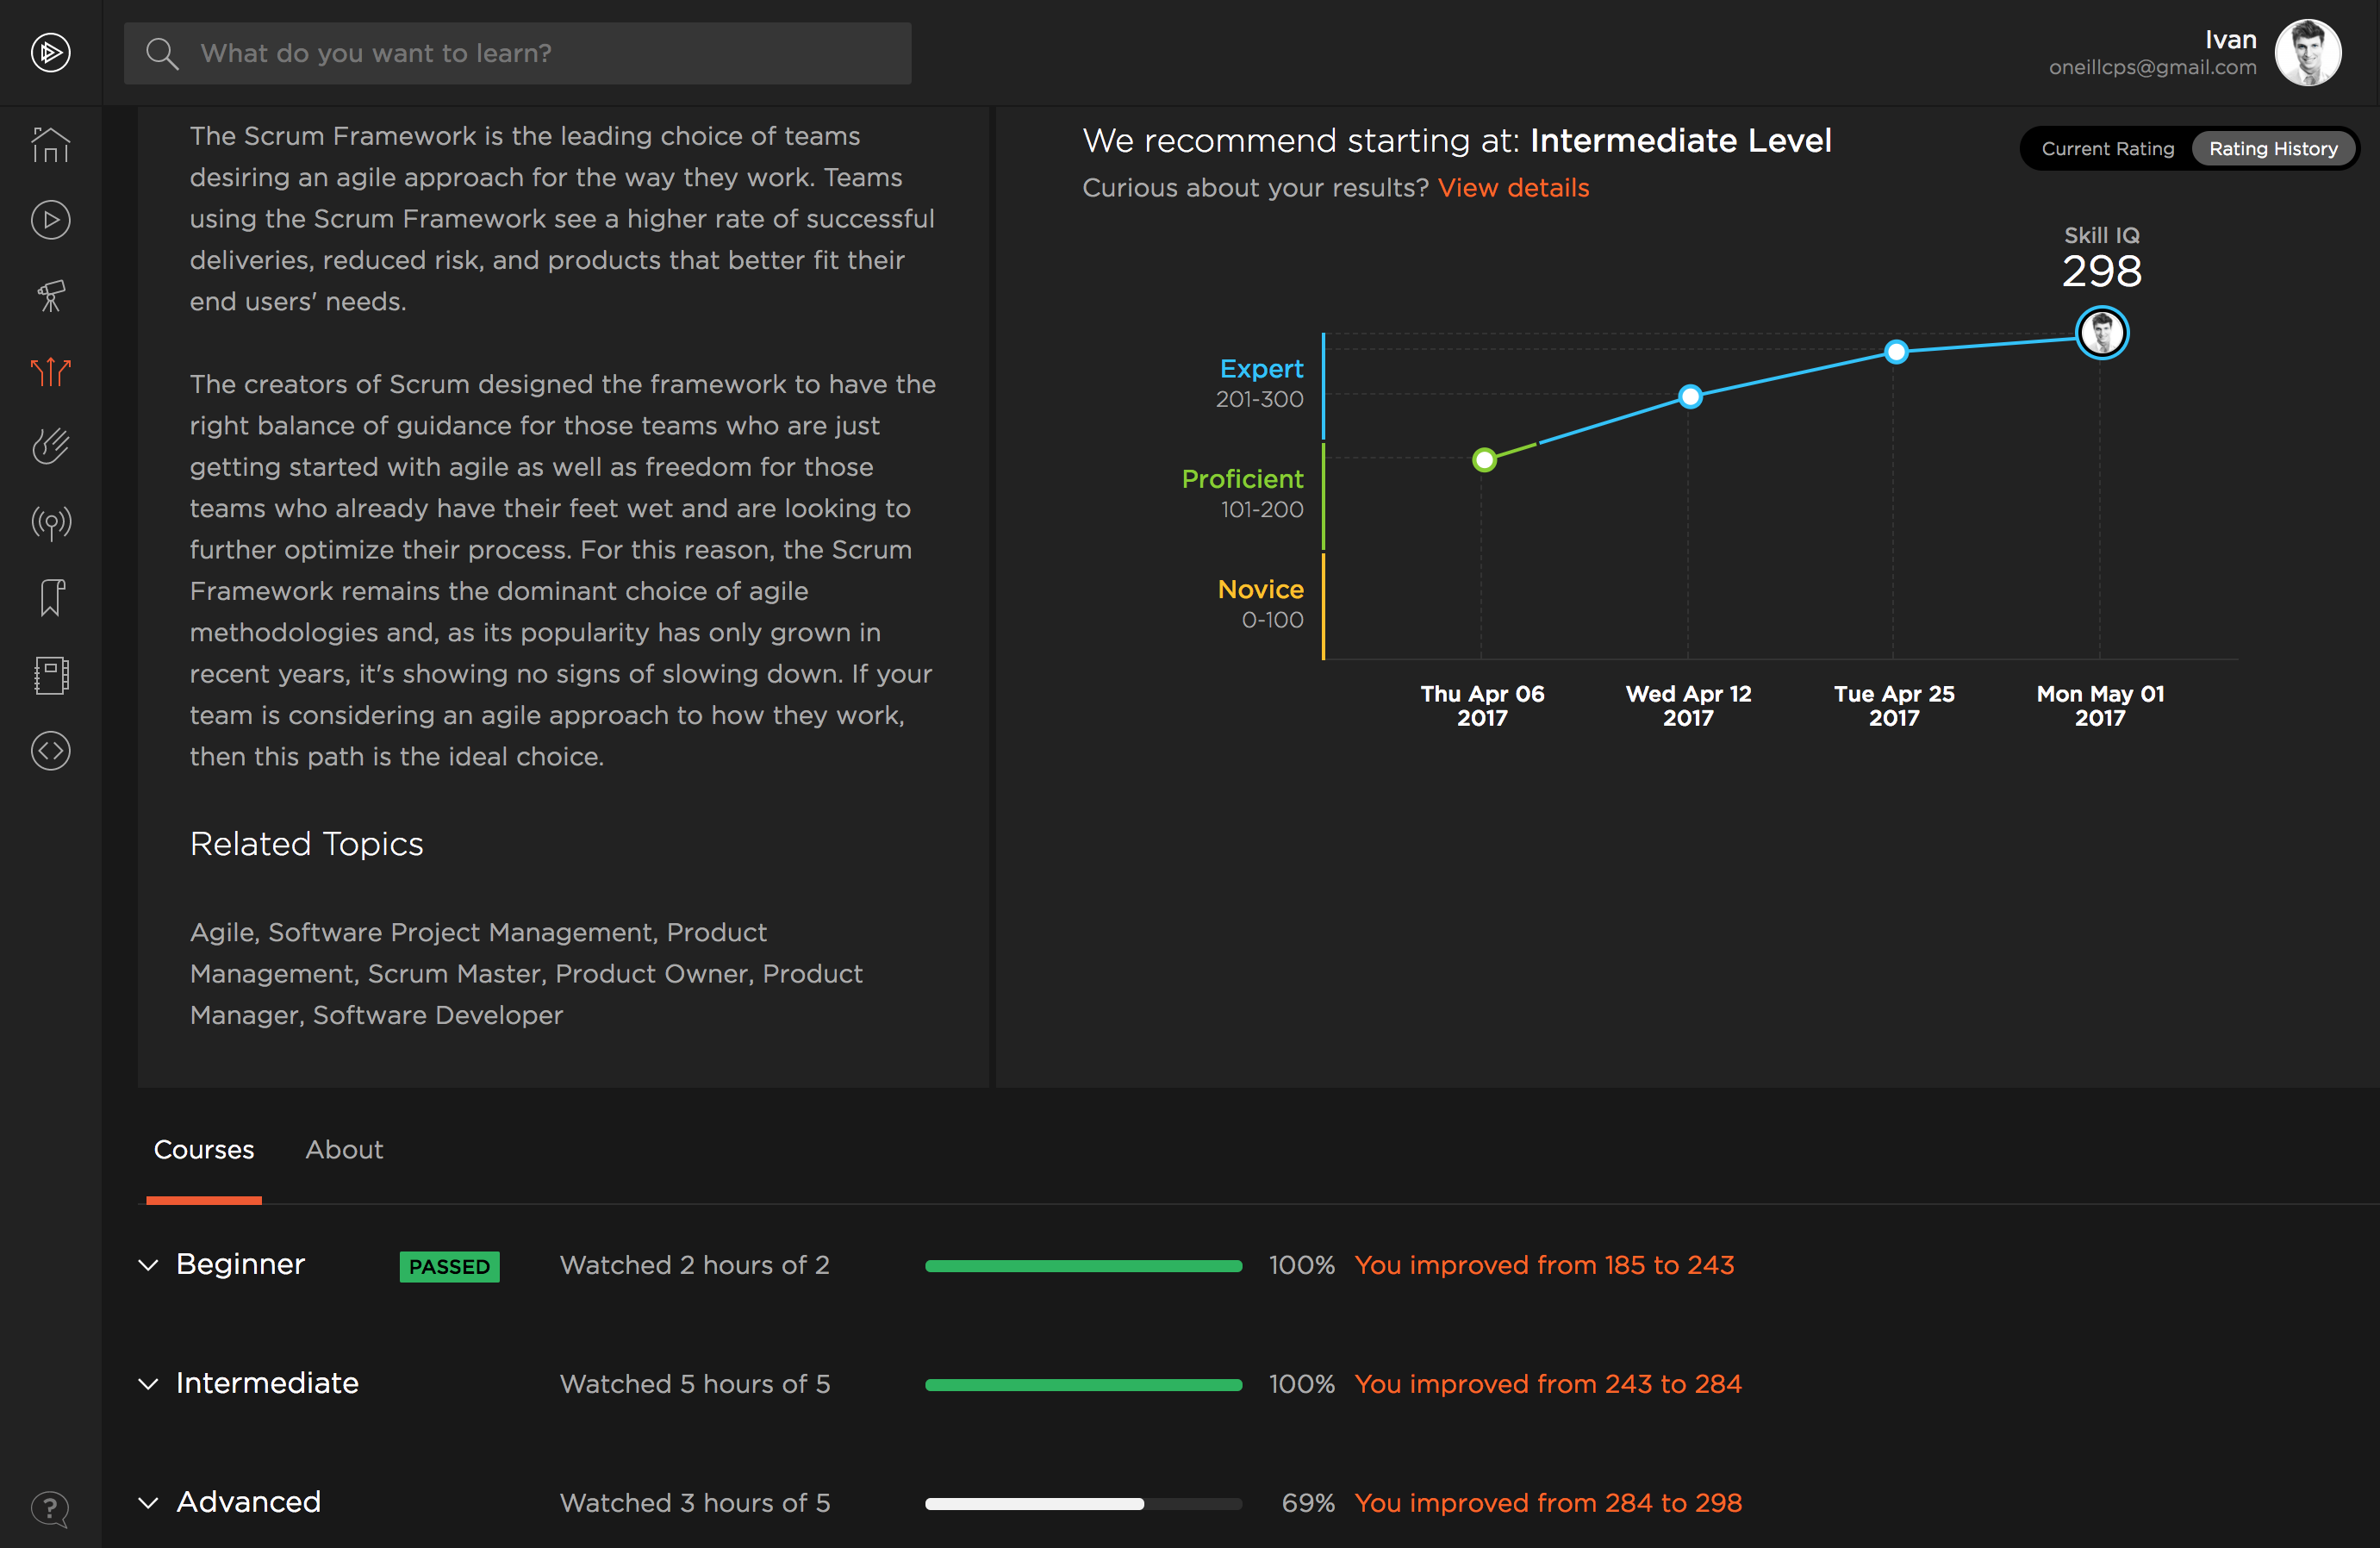 What do you want to learn?
Ivan
oneillcps@gmail.com
The Scrum Framework is the leading choice of teams
desiring an agile approach for the way they work. Teams
using the Scrum Framework see a higher rate of successful
deliveries, reduced risk, and products that better fit their
end users' needs.
The creators of Scrum designed the framework to have the
right balance of guidance for those teams who are just
getting started with agile as well as freedom for those
teams who already have their feet wet and are looking to
further optimize their process. For this reason, the Scrum
Framework remains the dominant choice of agile
methodologies and, as its popularity has only grown in
recent years, it's showing no signs of slowing down. If your
team is considering an agile approach to how they work,
then this path is the ideal choice.
Related Topics
Agile, Software Project Management, Product
Management, Scrum Master, Product Owner, Product
Manager, Software Developer
We recommend starting at: Intermediate Level
Curious about your results? View details
Current Rating
Rating History
Skill IQ
298
Expert
201-300
Proficient
101-200
Novice
0-100
Thu Apr 06
2017
Wed Apr 12
2017
Tue Apr 25
2017
Mon May 01
2017
Courses
About
Beginner PASSED Watched 2 hours of 2 100% You improved from 185 to 243
Intermediate Watched 5 hours of 5 100% You improved from 243 to 284
Advanced Watched 3 hours of 5 69% You improved from 284 to 298
?